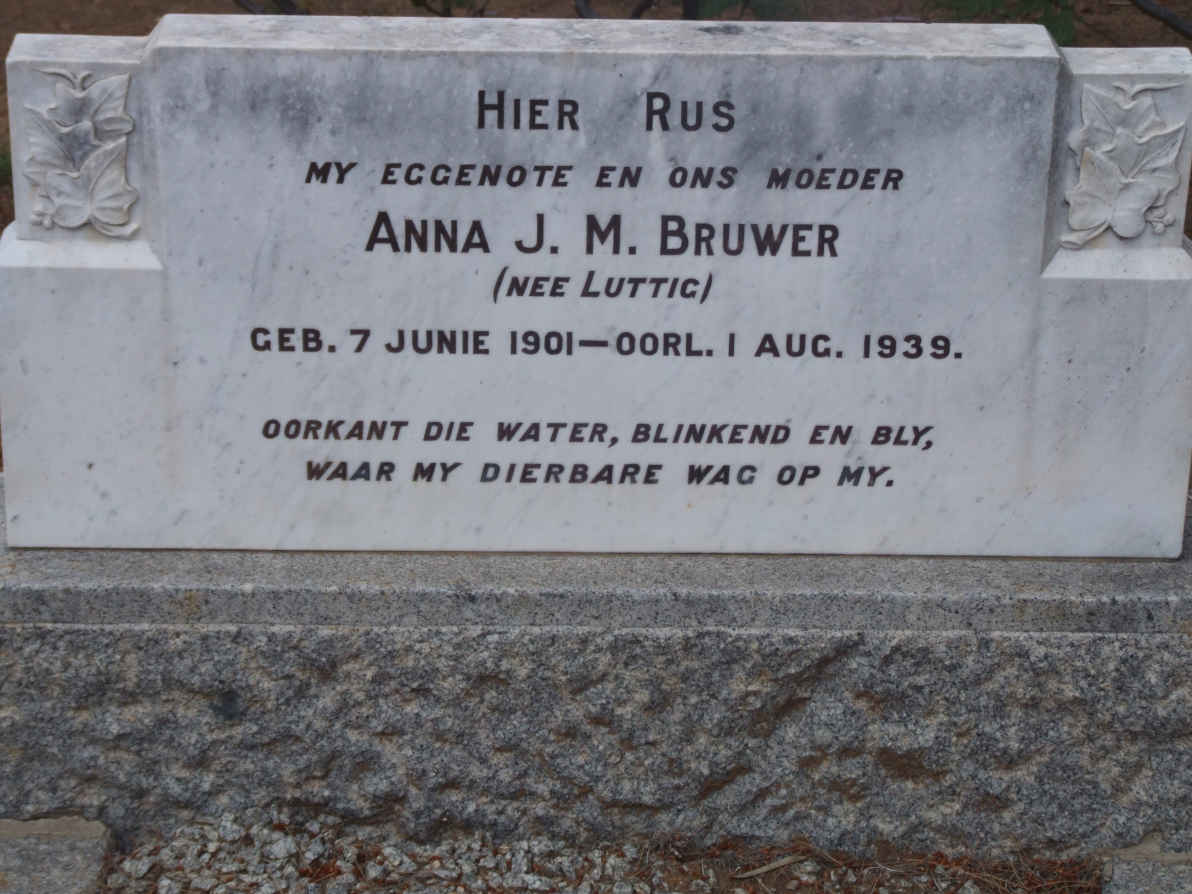 HIER RUS
MY EGGENOTE EN ONS MOEDER
ANNA J. M. BRUWER
(NEE LUTTIG)
GEB. 7 JUNIE 1901—OORL. 1 AUG. 1939.
OORKANT DIE WATER, BLINKEND EN BLY,
WAAR MY DIERBARE WAG OP MY.